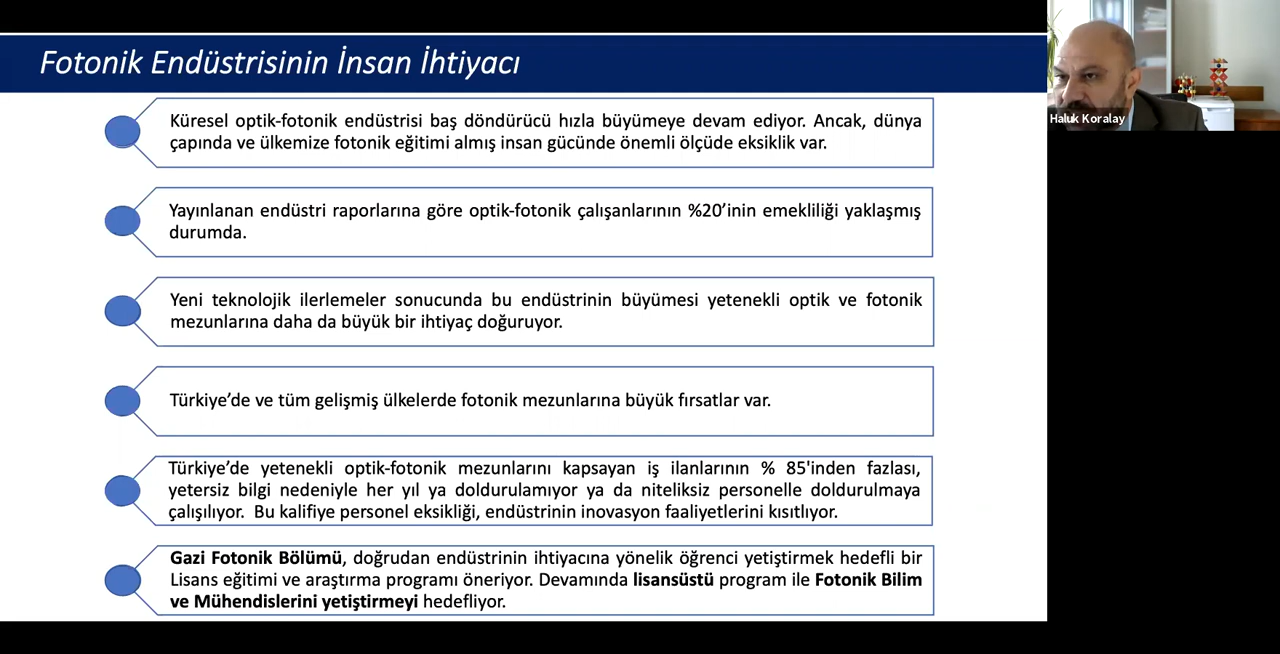 Fotonik Endüstrisinin İnsan İhtiyacı
Haluk Koralay
Küresel optik-fotonik endüstrisi baş döndürücü hızla büyümeye devam ediyor. Ancak, dünya
çapında ve ülkemize fotonik eğitimi almış insan gücünde önemli ölçüde eksiklik var.
Yayınlanan endüstri raporlarına göre optik-fotonik çalışanlarının %20’inin emekliliği yaklaşmış
durumda.
Yeni teknolojik ilerlemeler sonucunda bu endüstrinin büyümesi yetenekli optik ve fotonik
mezunlarına daha da büyük bir ihtiyaç doğuruyor.
Türkiye’de ve tüm gelişmiş ülkelerde fotonik mezunlarına büyük fırsatlar var.
Türkiye’de yetenekli optik-fotonik mezunlarını kapsayan iş ilanlarının % 85'inden fazlası,
yetersiz bilgi nedeniyle her yıl ya doldurulamıyor ya da niteliksiz personelle doldurulmaya
çalışılıyor. Bu kalifiye personel eksikliği, endüstrinin inovasyon faaliyetlerini kısıtlıyor.
Gazi Fotonik Bölümü, doğrudan endüstrinin ihtiyacına yönelik öğrenci yetiştirmek hedefli bir
Lisans eğitimi ve araştırma programı öneriyor. Devamında lisansüstü program ile Fotonik Bilim
ve Mühendislerini yetiştirmeyi hedefliyor.